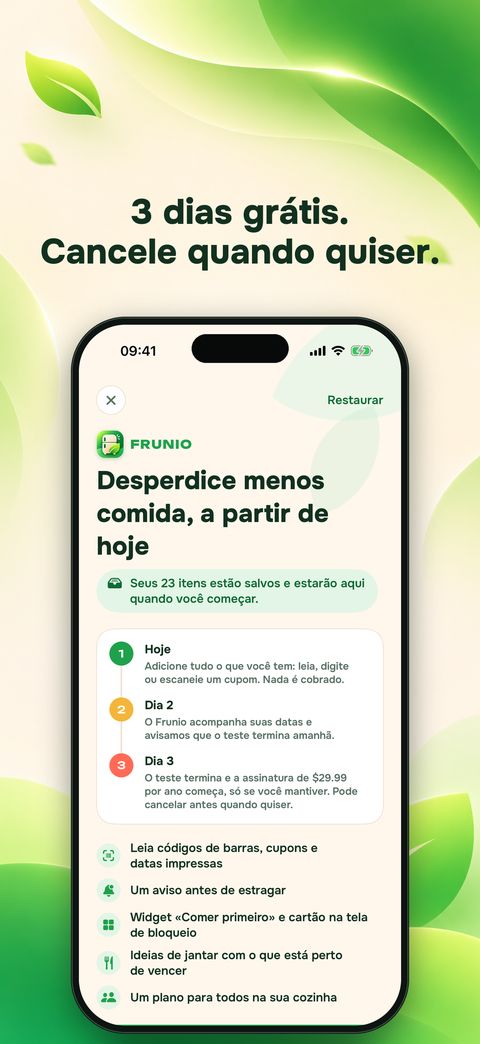 3 dias grátis.
Cancele quando quiser.
09:41
Restaurar
FRUNIO
Desperdice menos
comida, a partir de
hoje
Seus 23 itens estão salvos e estarão aqui
quando você começar.
1
Hoje
Adicione tudo o que você tem: leia, digite
ou escaneie um cupom. Nada é cobrado.
2
Dia 2
O Frunio acompanha suas datas e
avisamos que o teste termina amanhã.
3
Dia 3
O teste termina e a assinatura de $29.99
por ano começa, só se você mantiver. Pode
cancelar antes quando quiser.
Leia códigos de barras, cupons e
datas impressas
Um aviso antes de estragar
Widget «Comer primeiro» e cartão na tela
de bloqueio
Ideias de jantar com o que está perto
de vencer
Um plano para todos na sua cozinha